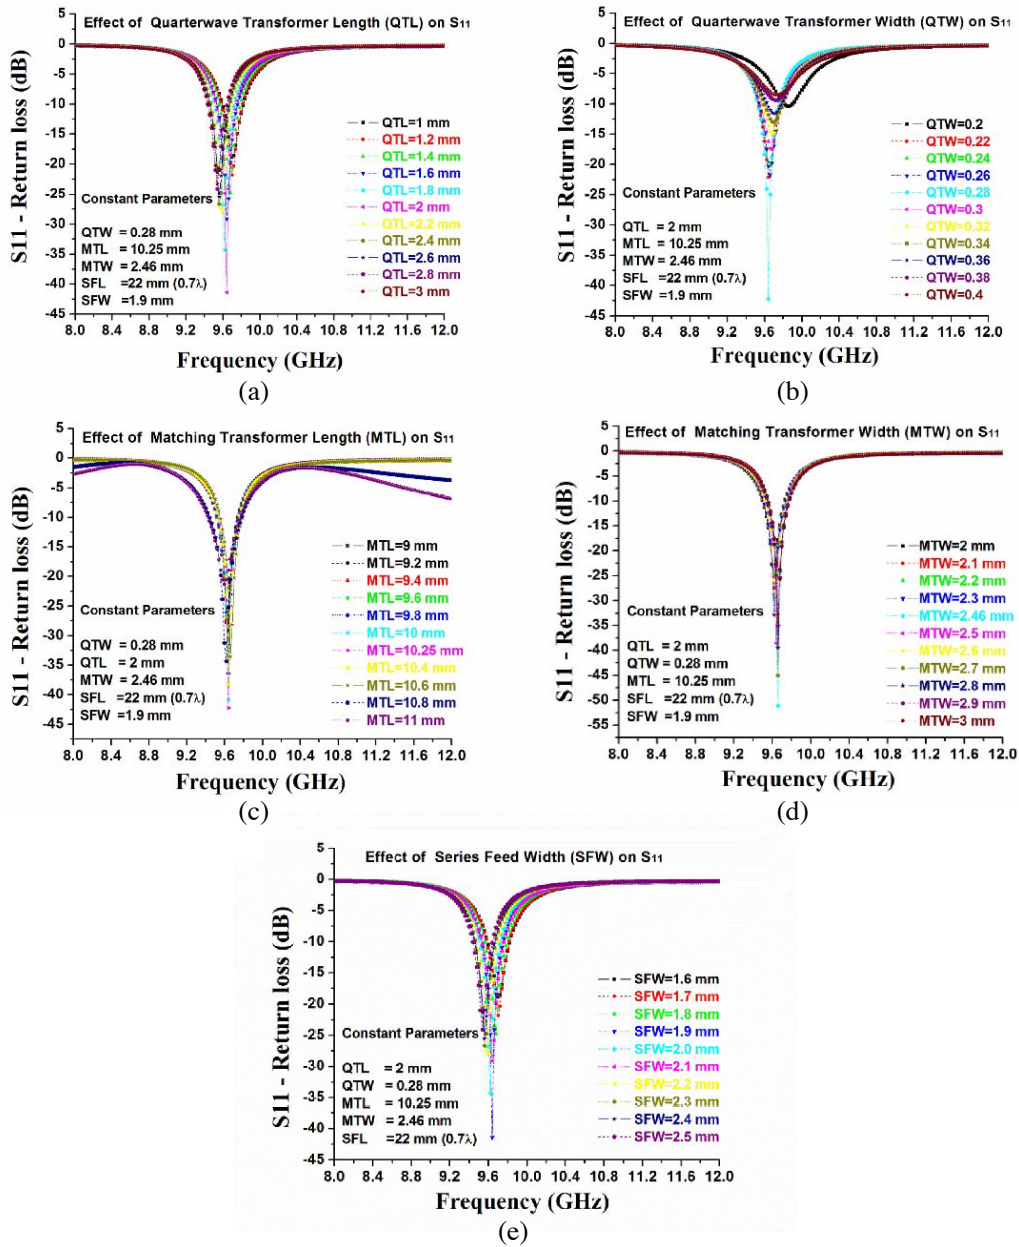 Effect of Quarterwave Transformer Length (QTL) on S11
S11 - Return loss (dB)
5
0
-5
-10
-15
-20
-25
-30
-35
-40
-45
QTL=1 mm
QTL=1.2 mm
QTL=1.4 mm
QTL=1.6 mm
QTL=1.8 mm
QTL=2 mm
QTL=2.2 mm
QTL=2.4 mm
QTL=2.6 mm
QTL=2.8 mm
QTL=3 mm
Constant Parameters
QTW = 0.28 mm
MTL = 10.25 mm
MTW = 2.46 mm
SFL =22 mm (0.7λ)
SFW =1.9 mm
8.0 8.4 8.8 9.2 9.6 10.0 10.4 10.8 11.2 11.6 12.0
Frequency (GHz)
(a)
Effect of Quarterwave Transformer Width (QTW) on S11
S11 - Return loss (dB)
5
0
-5
-10
-15
-20
-25
-30
-35
-40
-45
QTW=0.2
QTW=0.22
QTW=0.24
QTW=0.26
QTW=0.28
QTW=0.3
QTW=0.32
QTW=0.34
QTW=0.36
QTW=0.38
QTW=0.4
Constant Parameters
QTL = 2 mm
MTL = 10.25 mm
MTW = 2.46 mm
SFL =22 mm (0.7λ)
SFW =1.9 mm
8.0 8.4 8.8 9.2 9.6 10.0 10.4 10.8 11.2 11.6 12.0
Frequency (GHz)
(b)
Effect of Matching Transformer Length (MTL) on S11
S11 - Return loss (dB)
5
0
-5
-10
-15
-20
-25
-30
-35
-40
-45
MTL=9 mm
MTL=9.2 mm
MTL=9.4 mm
MTL=9.6 mm
MTL=9.8 mm
MTL=10 mm
MTL=10.25 mm
MTL=10.4 mm
MTL=10.6 mm
MTL=10.8 mm
MTL=11 mm
Constant Parameters
QTW = 0.28 mm
QTL = 2 mm
MTW = 2.46 mm
SFL =22 mm (0.7λ)
SFW =1.9 mm
8.0 8.4 8.8 9.2 9.6 10.0 10.4 10.8 11.2 11.6 12.0
Frequency (GHz)
(c)
Effect of Matching Transformer Width (MTW) on S11
S11 - Return loss (dB)
5
0
-5
-10
-15
-20
-25
-30
-35
-40
-45
-50
-55
MTW=2 mm
MTW=2.1 mm
MTW=2.2 mm
MTW=2.3 mm
MTW=2.46 mm
MTW=2.5 mm
MTW=2.6 mm
MTW=2.7 mm
MTW=2.8 mm
MTW=2.9 mm
MTW=3 mm
Constant Parameters
QTL = 2 mm
QTW = 0.28 mm
MTL = 10.25 mm
SFL =22 mm (0.7λ)
SFW =1.9 mm
8.0 8.4 8.8 9.2 9.6 10.0 10.4 10.8 11.2 11.6 12.0
Frequency (GHz)
(d)
Effect of Series Feed Width (SFW) on S11
S11 - Return loss (dB)
5
0
-5
-10
-15
-20
-25
-30
-35
-40
-45
SFW=1.6 mm
SFW=1.7 mm
SFW=1.8 mm
SFW=1.9 mm
SFW=2.0 mm
SFW=2.1 mm
SFW=2.2 mm
SFW=2.3 mm
SFW=2.4 mm
SFW=2.5 mm
Constant Parameters
QTL = 2 mm
QTW = 0.28 mm
MTL = 10.25 mm
MTW = 2.46 mm
SFL =22 mm (0.7λ)
8.0 8.4 8.8 9.2 9.6 10.0 10.4 10.8 11.2 11.6 12.0
Frequency (GHz)
(e)